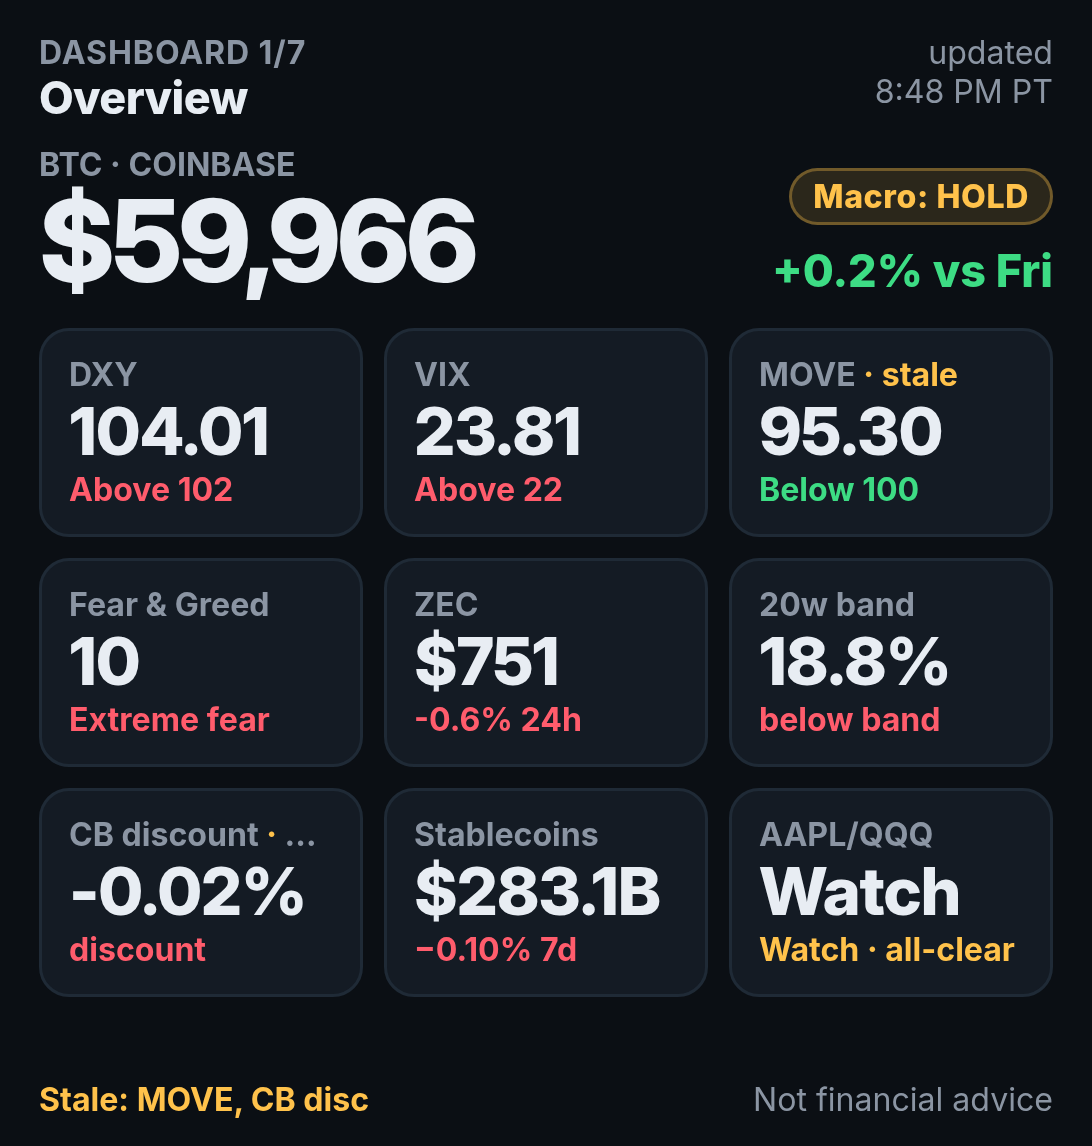 DASHBOARD 1/7
Overview
updated
8:48 PM PT
BTC · COINBASE
$59,966
Macro: HOLD
+0.2% vs Fri
DXY
104.01
Above 102
VIX
23.81
Above 22
MOVE · stale
95.30
Below 100
Fear & Greed
10
Extreme fear
ZEC
$751
-0.6% 24h
20w band
18.8%
below band
CB discount · …
-0.02%
discount
Stablecoins
$283.1B
−0.10% 7d
AAPL/QQQ
Watch
Watch · all-clear
Stale: MOVE, CB disc
Not financial advice